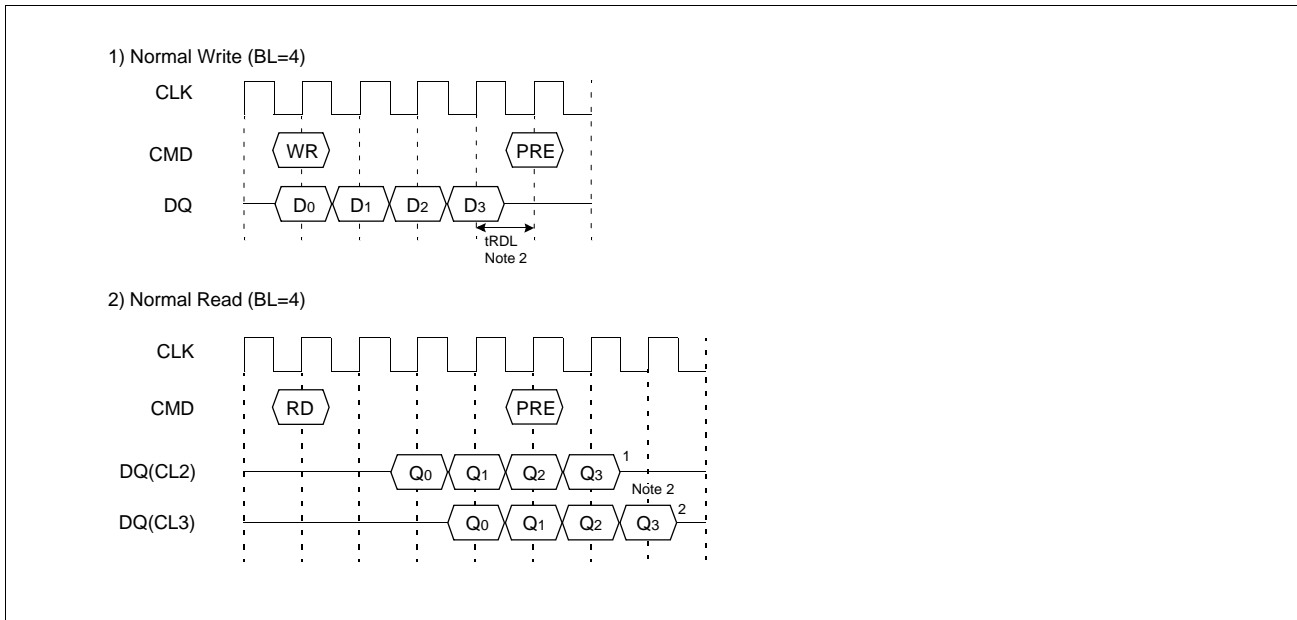 1) Normal Write (BL=4)
CLK
CMD WR PRE
DQ D0 D1 D2 D3
tRDL
Note 2
2) Normal Read (BL=4)
CLK
CMD RD PRE
DQ(CL2) Q0 Q1 Q2 Q3 1
Note 2
DQ(CL3) Q0 Q1 Q2 Q3 2